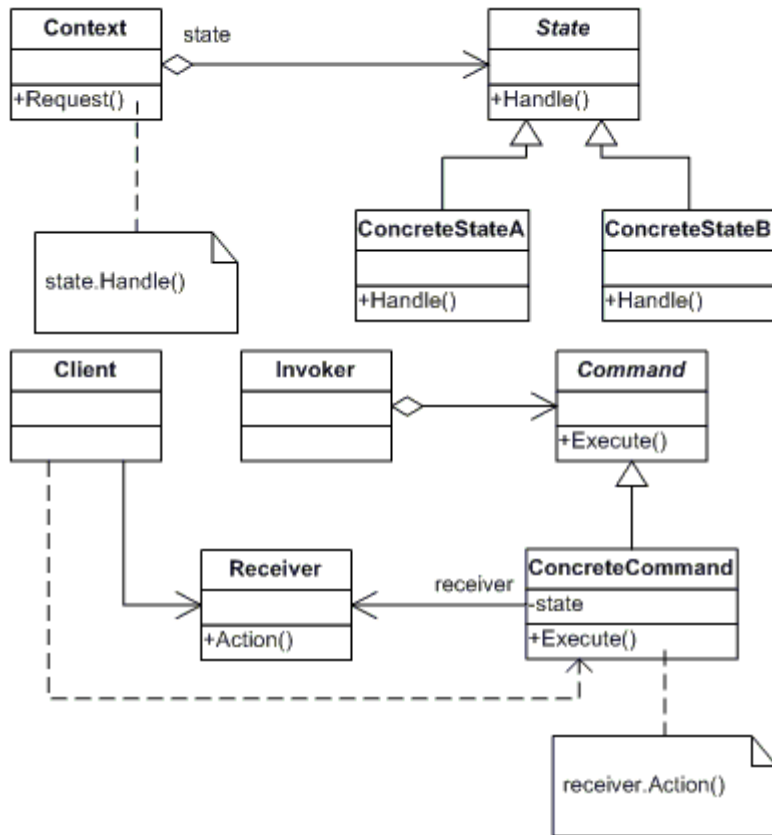 Context
state
State
+Request()
+Handle()
ConcreteStateA
ConcreteStateB
state.Handle()
+Handle()
+Handle()
Client
Invoker
Command
+Execute()
Receiver
receiver
ConcreteCommand
-state
+Action()
+Execute()
receiver.Action()